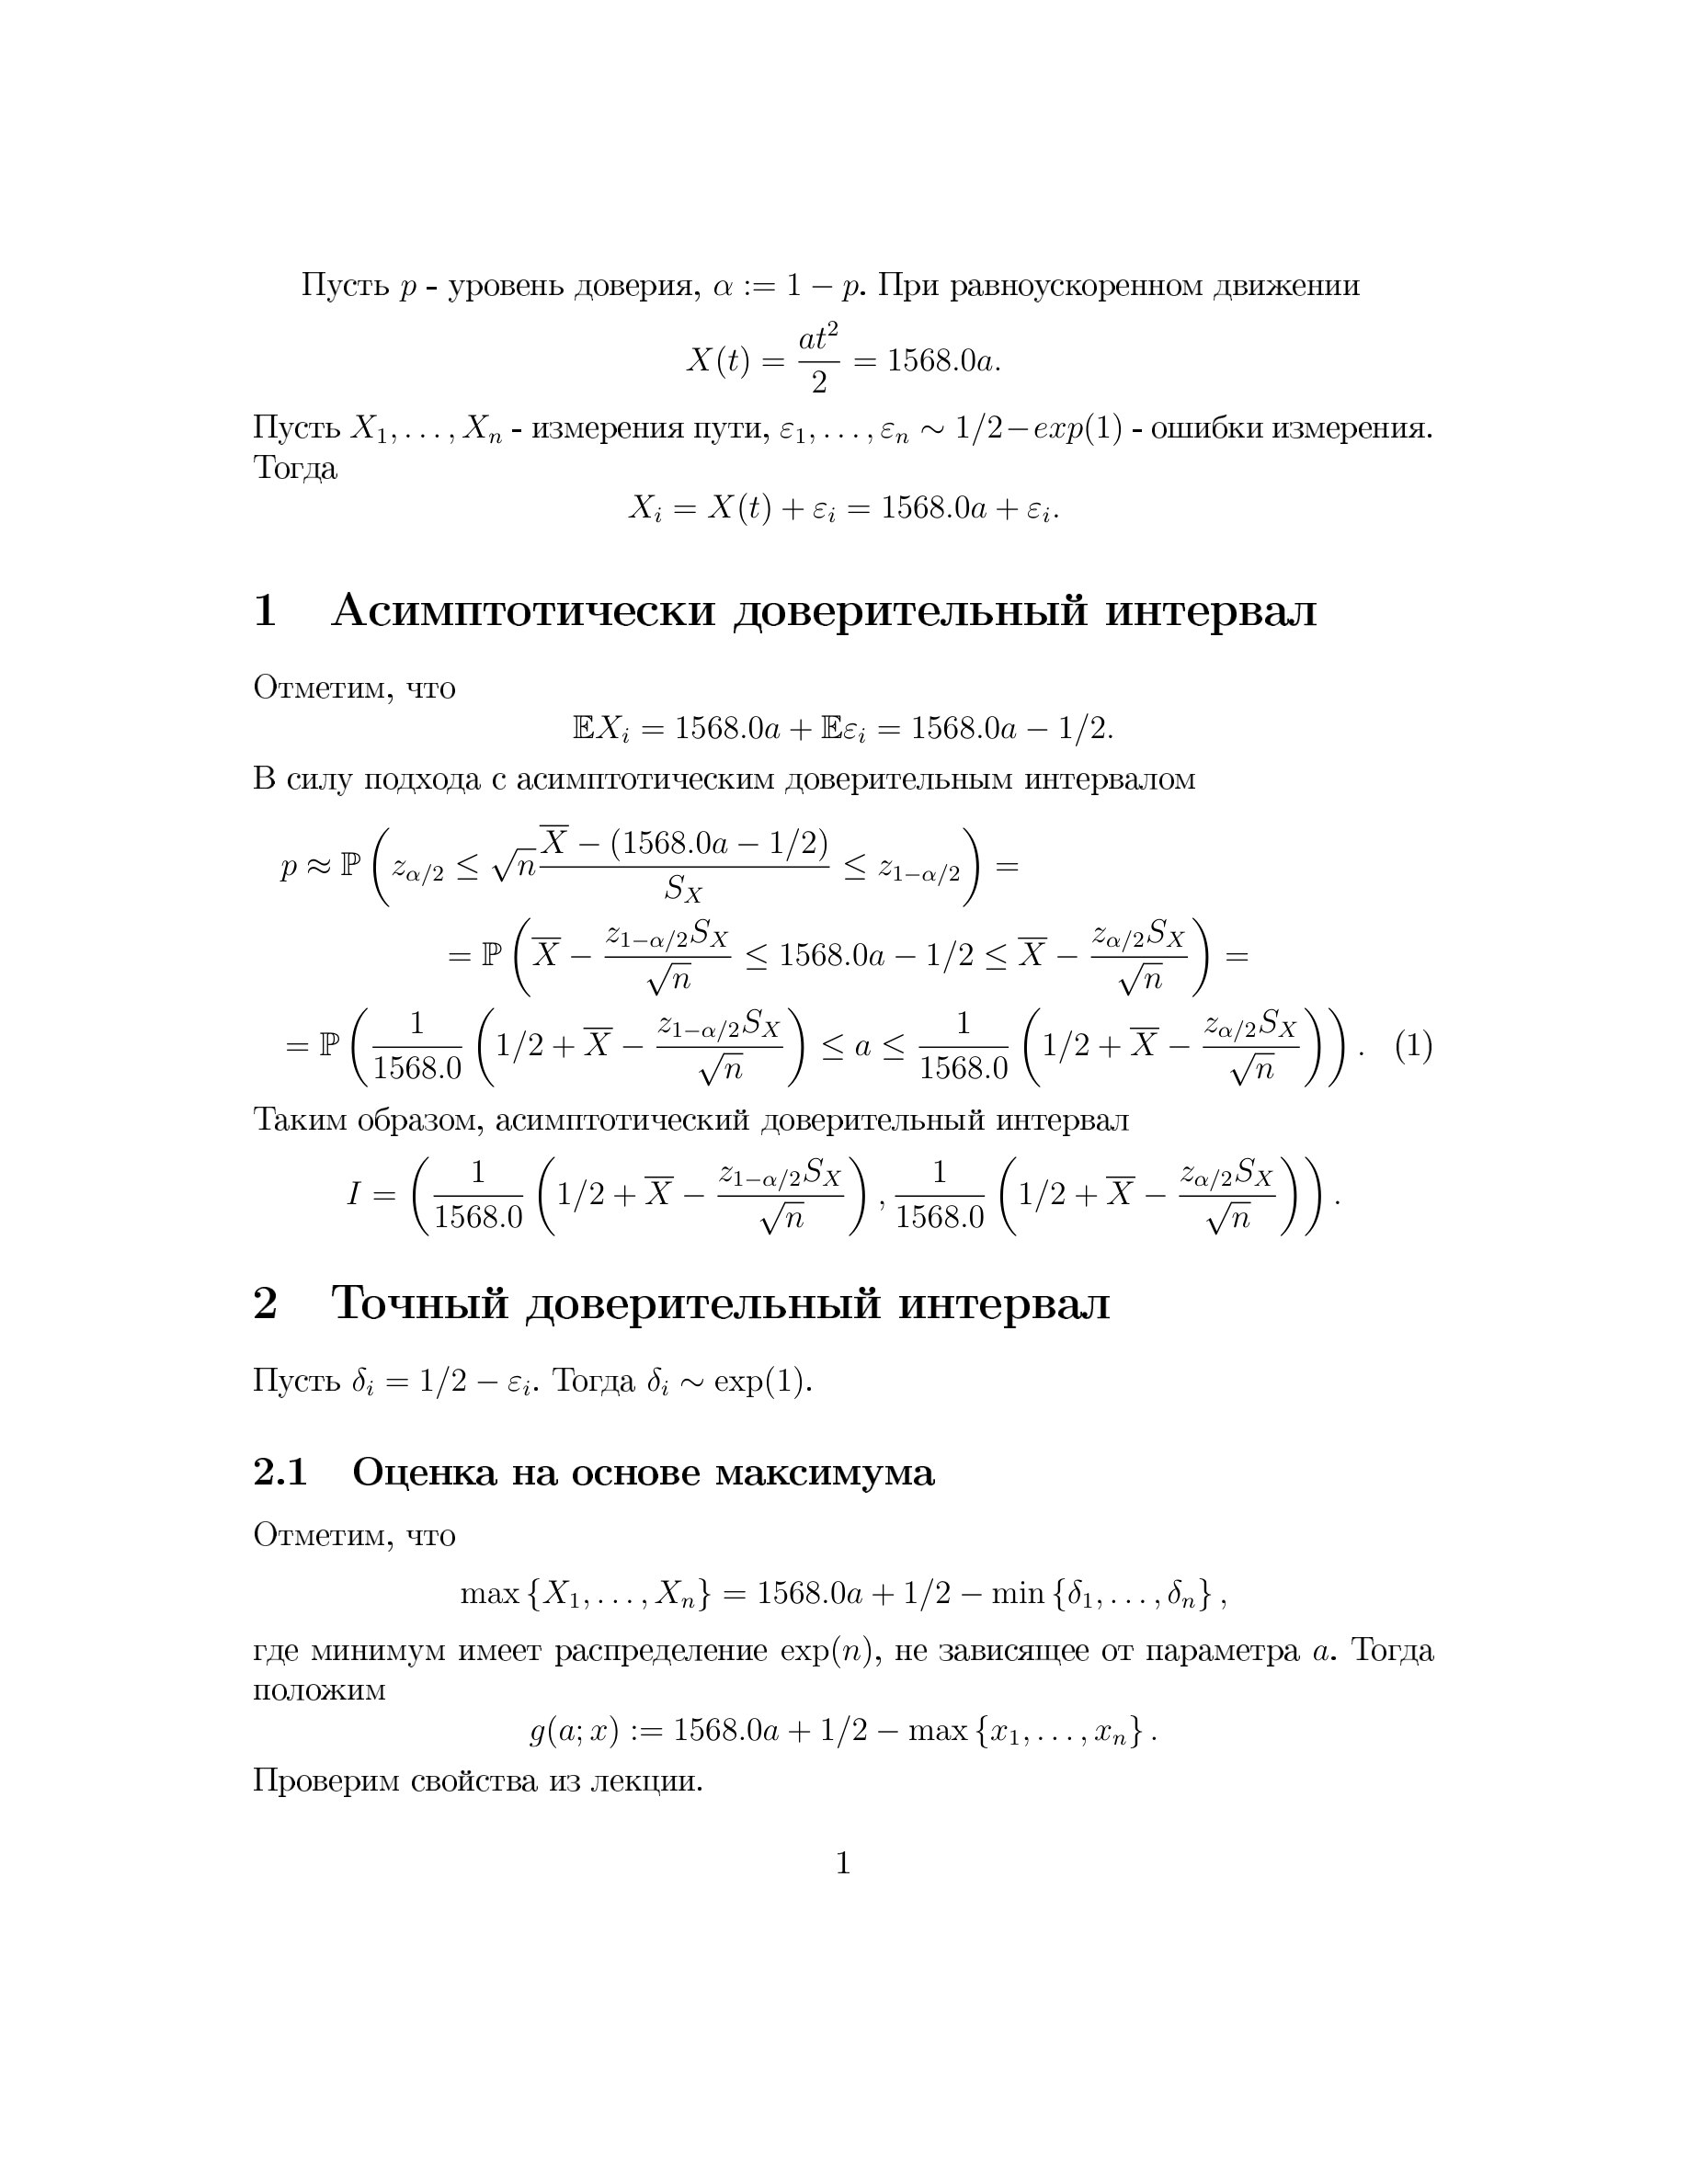 Пусть $p$ - уровень доверия, $\alpha := 1 - p$. При равноускоренном движении
$$X(t) = \frac{at^2}{2} = 1568.0a.$$
Пусть $X_1, \ldots, X_n$ - измерения пути, $\varepsilon_1, \ldots, \varepsilon_n \sim 1/2 - exp(1)$ - ошибки измерения.
Тогда
$$X_i = X(t) + \varepsilon_i = 1568.0a + \varepsilon_i.$$
1 Асимптотически доверительный интервал
Отметим, что
$$\mathbb{E}X_i = 1568.0a + \mathbb{E}\varepsilon_i = 1568.0a - 1/2.$$
В силу подхода с асимптотическим доверительным интервалом
$$p \approx \mathbb{P}\left(z_{\alpha/2} \leq \sqrt{n}\frac{\overline{X} - (1568.0a - 1/2)}{S_X} \leq z_{1-\alpha/2}\right) =$$
$$= \mathbb{P}\left(\overline{X} - \frac{z_{1-\alpha/2}S_X}{\sqrt{n}} \leq 1568.0a - 1/2 \leq \overline{X} - \frac{z_{\alpha/2}S_X}{\sqrt{n}}\right) =$$
$$= \mathbb{P}\left(\frac{1}{1568.0}\left(1/2 + \overline{X} - \frac{z_{1-\alpha/2}S_X}{\sqrt{n}}\right) \leq a \leq \frac{1}{1568.0}\left(1/2 + \overline{X} - \frac{z_{\alpha/2}S_X}{\sqrt{n}}\right)\right). \quad (1)$$
Таким образом, асимптотический доверительный интервал
$$I = \left(\frac{1}{1568.0}\left(1/2 + \overline{X} - \frac{z_{1-\alpha/2}S_X}{\sqrt{n}}\right), \frac{1}{1568.0}\left(1/2 + \overline{X} - \frac{z_{\alpha/2}S_X}{\sqrt{n}}\right)\right).$$
2 Точный доверительный интервал
Пусть $\delta_i = 1/2 - \varepsilon_i$. Тогда $\delta_i \sim \exp(1)$.
2.1 Оценка на основе максимума
Отметим, что
$$\max\{X_1, \ldots, X_n\} = 1568.0a + 1/2 - \min\{\delta_1, \ldots, \delta_n\},$$
где минимум имеет распределение $\exp(n)$, не зависящее от параметра $a$. Тогда
положим
$$g(a; x) := 1568.0a + 1/2 - \max\{x_1, \ldots, x_n\}.$$
Проверим свойства из лекции.
1